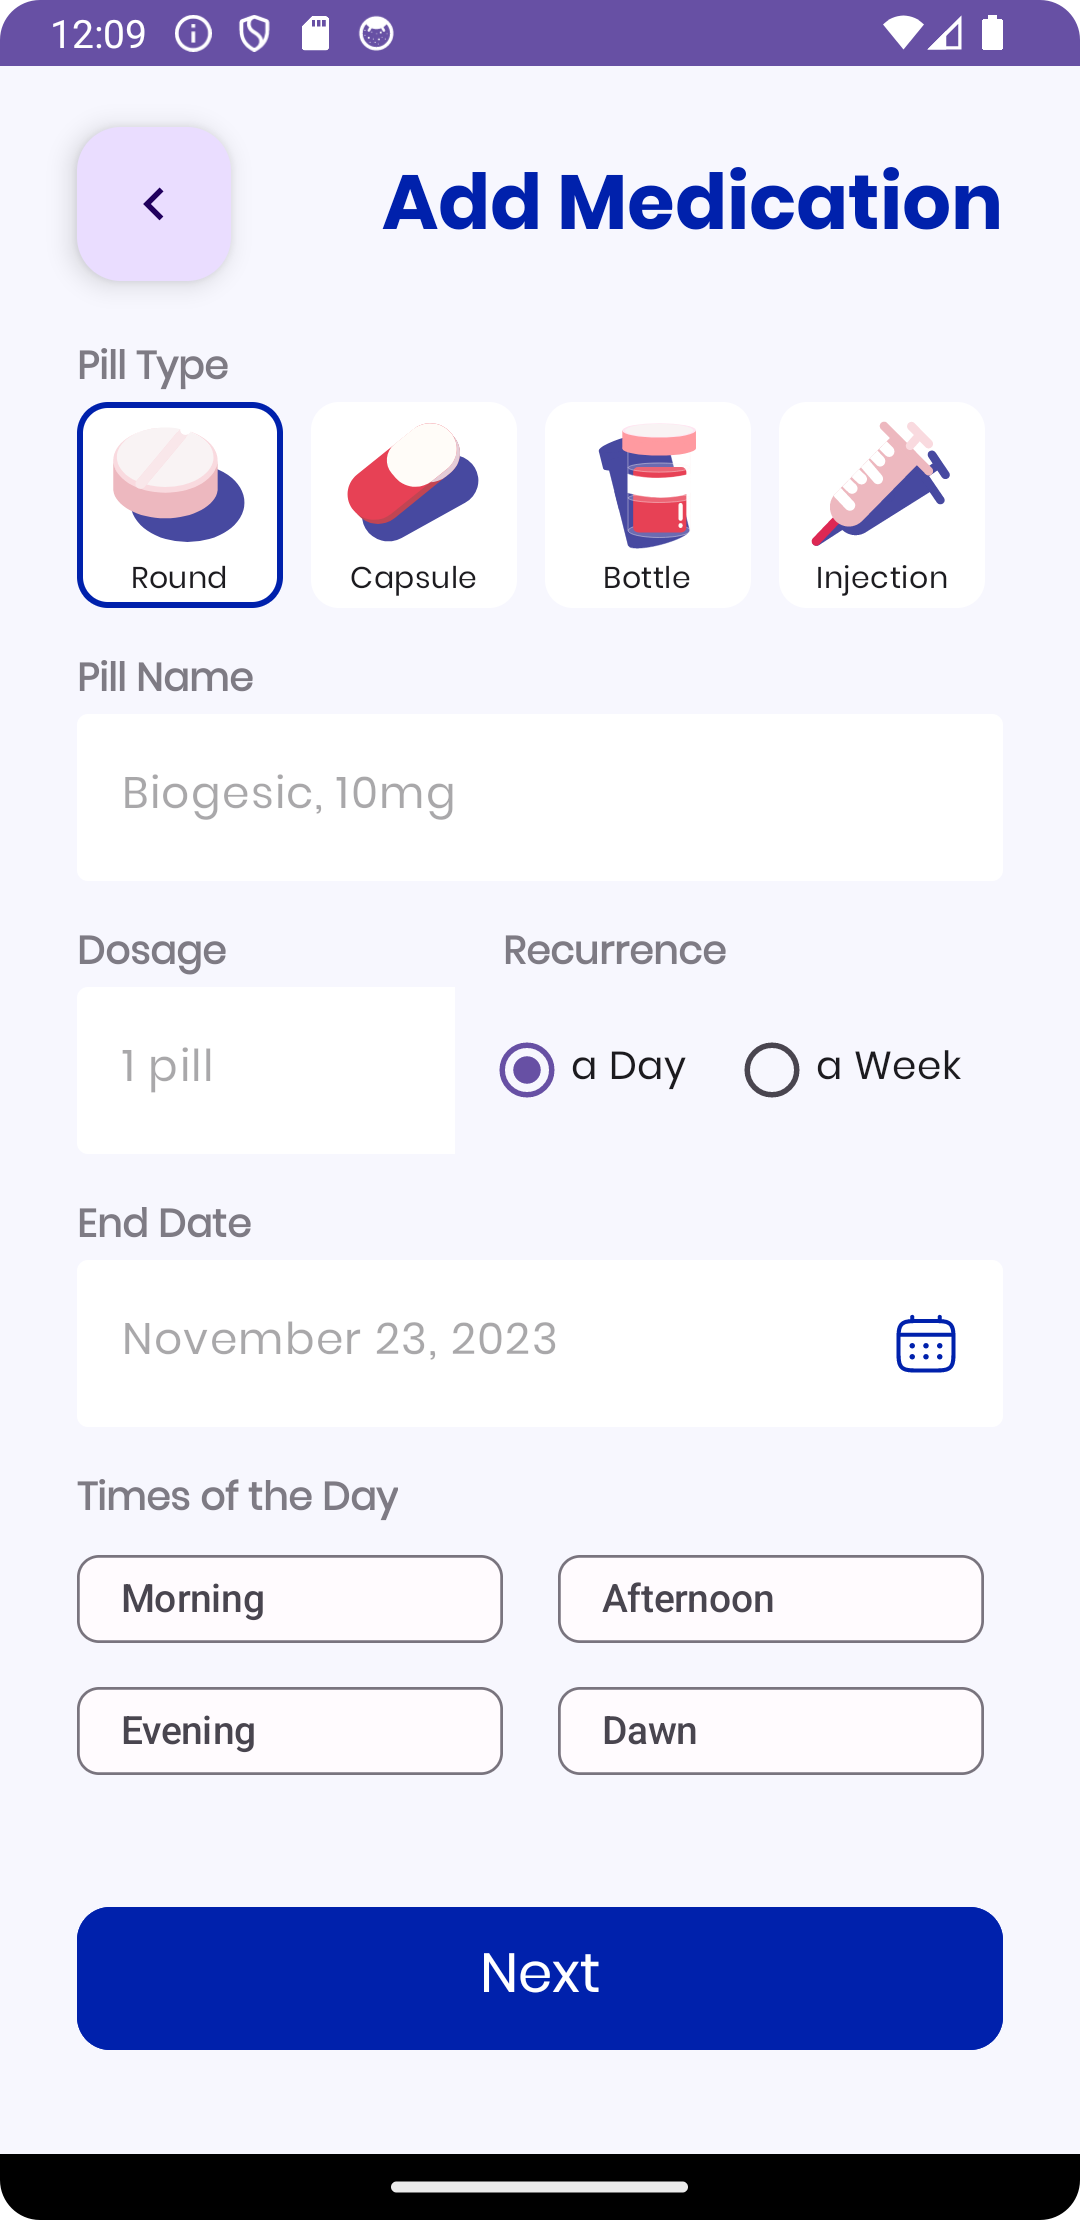 12:09
Add Medication
Pill Type
Round Capsule Bottle Injection
Pill Name
Biogesic, 10mg
Dosage Recurrence
1 pill a Day a Week
End Date
November 23, 2023
Times of the Day
Morning Afternoon
Evening Dawn
Next